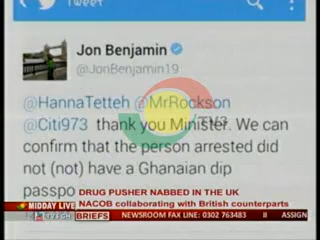 Tweet
Jon Benjamin
@JonBenjamin19
@HannaTetteh @MrRockson
@Citi973 thank you Minister. We can
confirm that the person arrested did
not (not) have a Ghanaian dip
passpo
TV3
DRUG PUSHER NABBED IN THE UK
MIDDAY LIVE NACOB collaborating with British counterparts
BRIEFS NEWSROOM FAX LINE: 0302 763483 /// ASSIGN